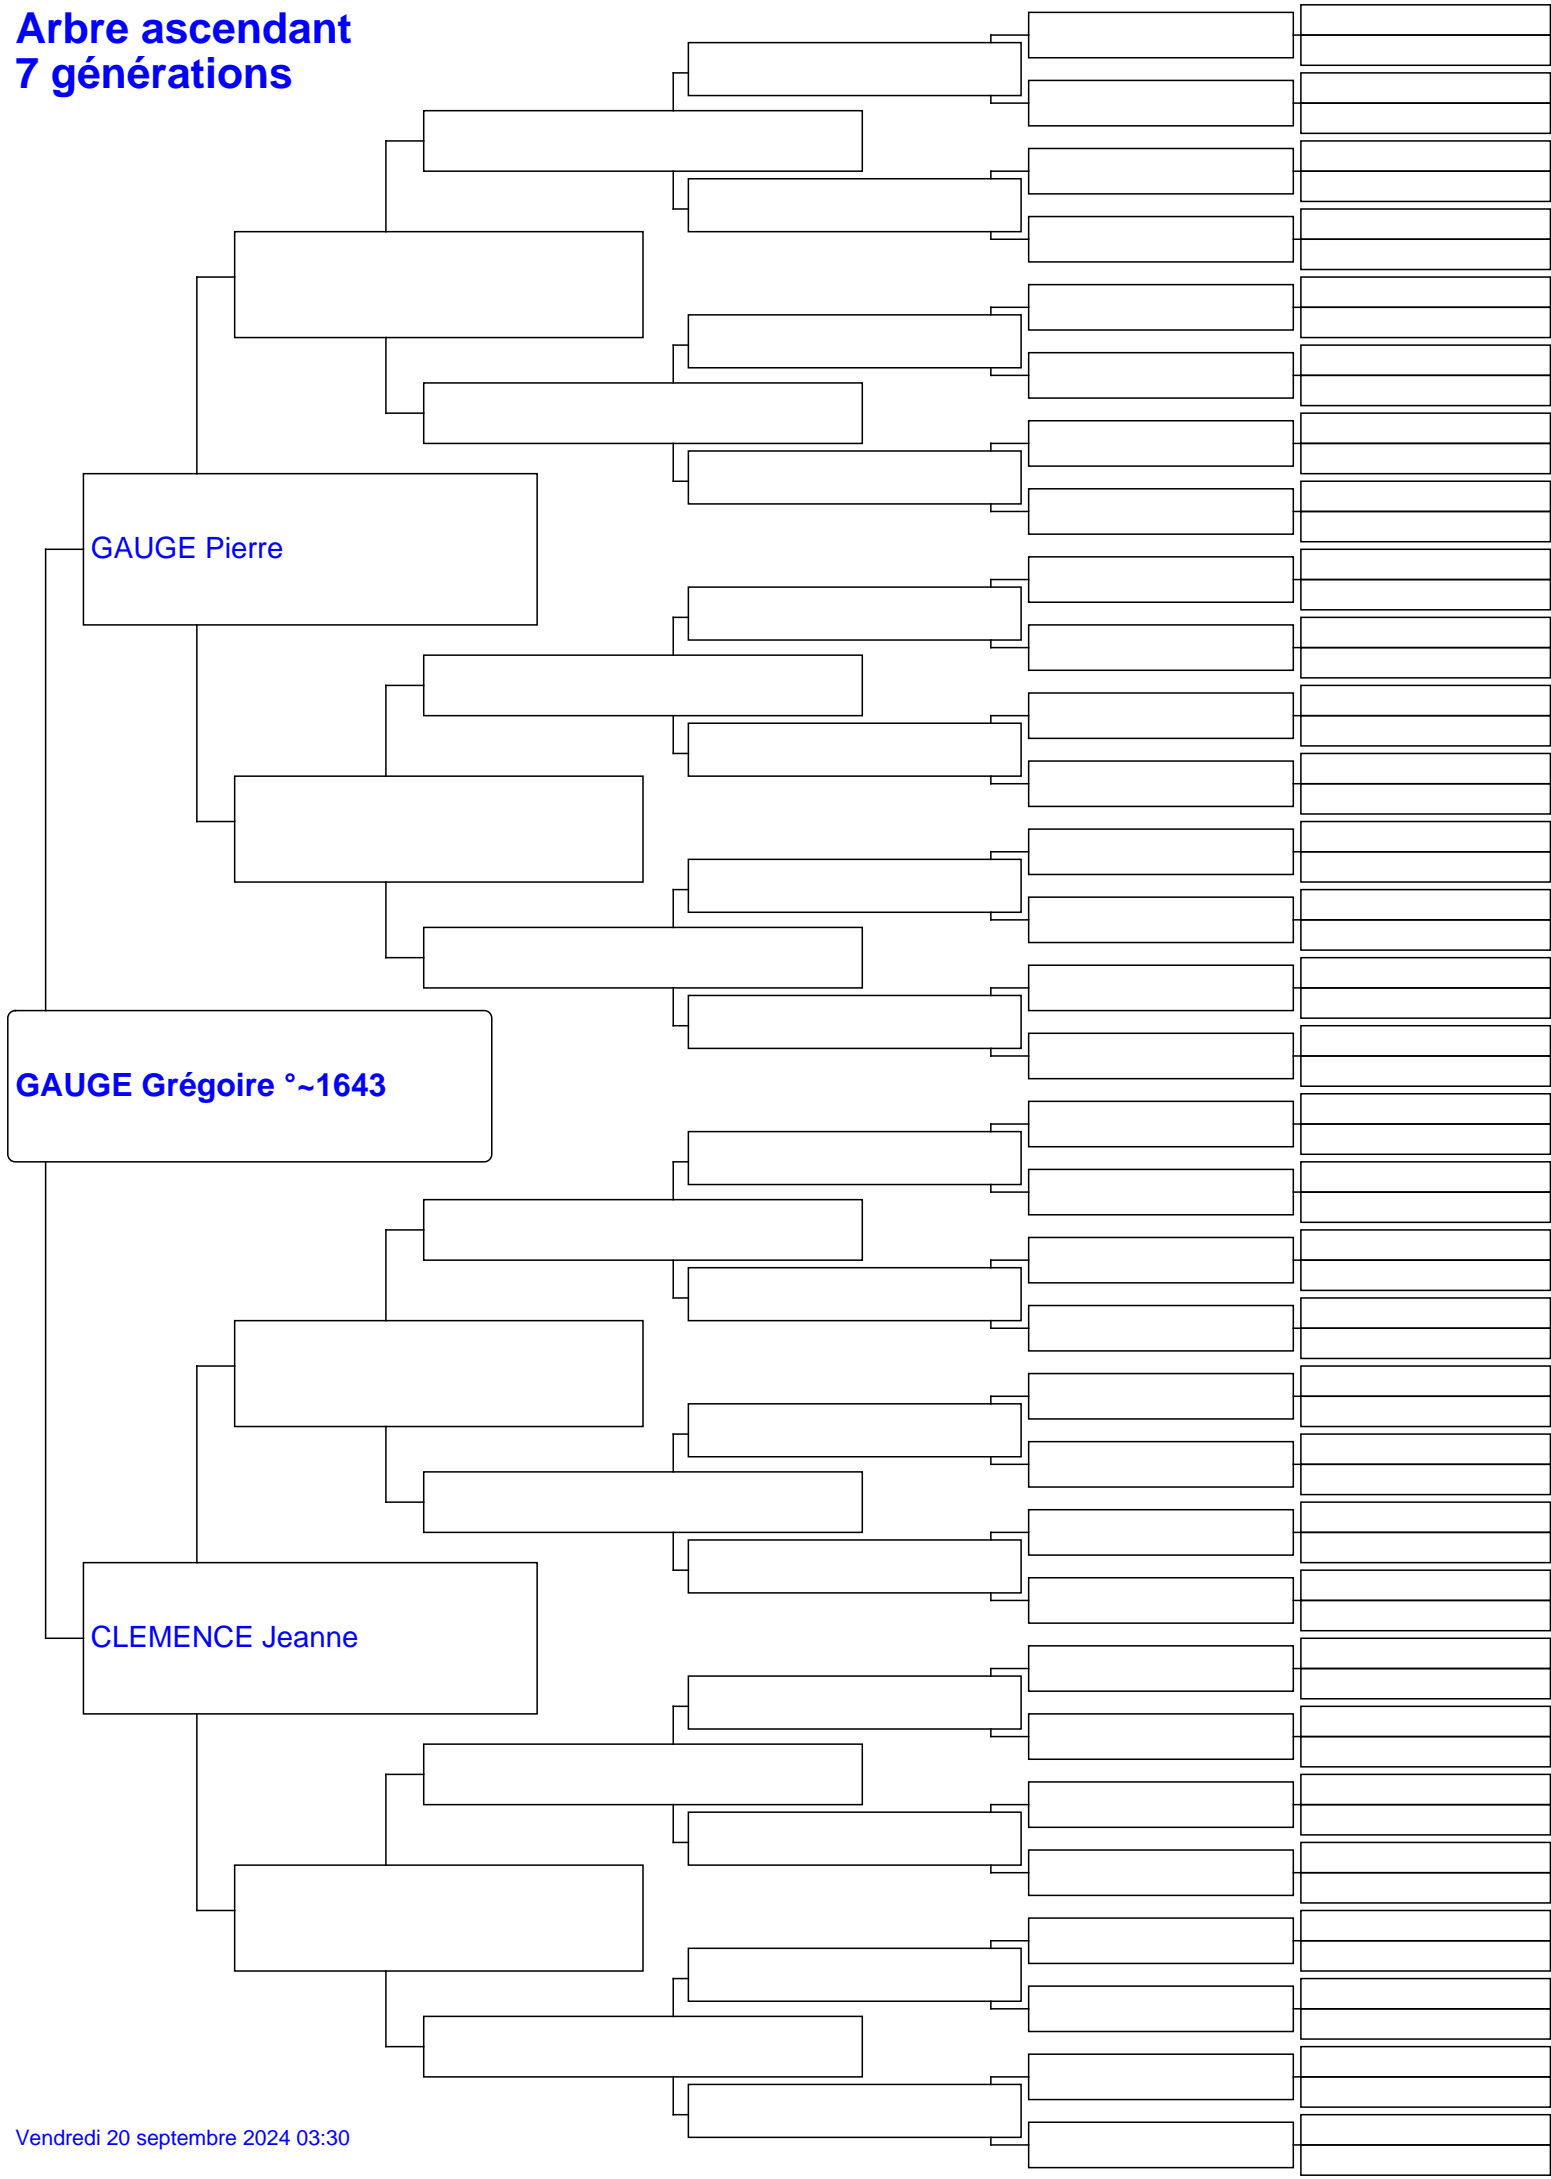 Arbre ascendant
7 générations
GAUGE Pierre
GAUGE Grégoire °~1643
CLEMENCE Jeanne
Vendredi 20 septembre 2024 03:30